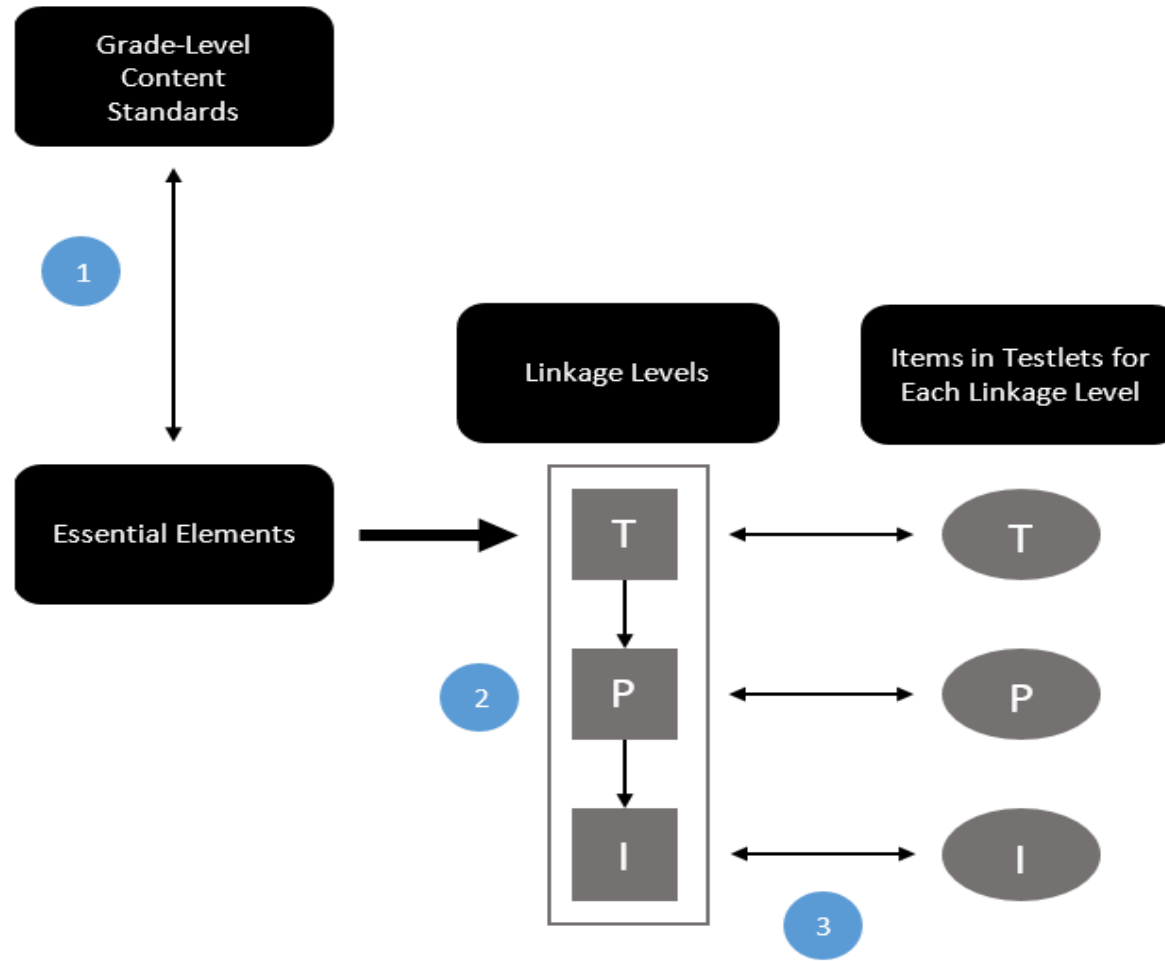 Grade-Level
Content
Standards
1
Linkage Levels
Items in Testlets for
Each Linkage Level
Essential Elements
T
T
2
P
P
I
I
3